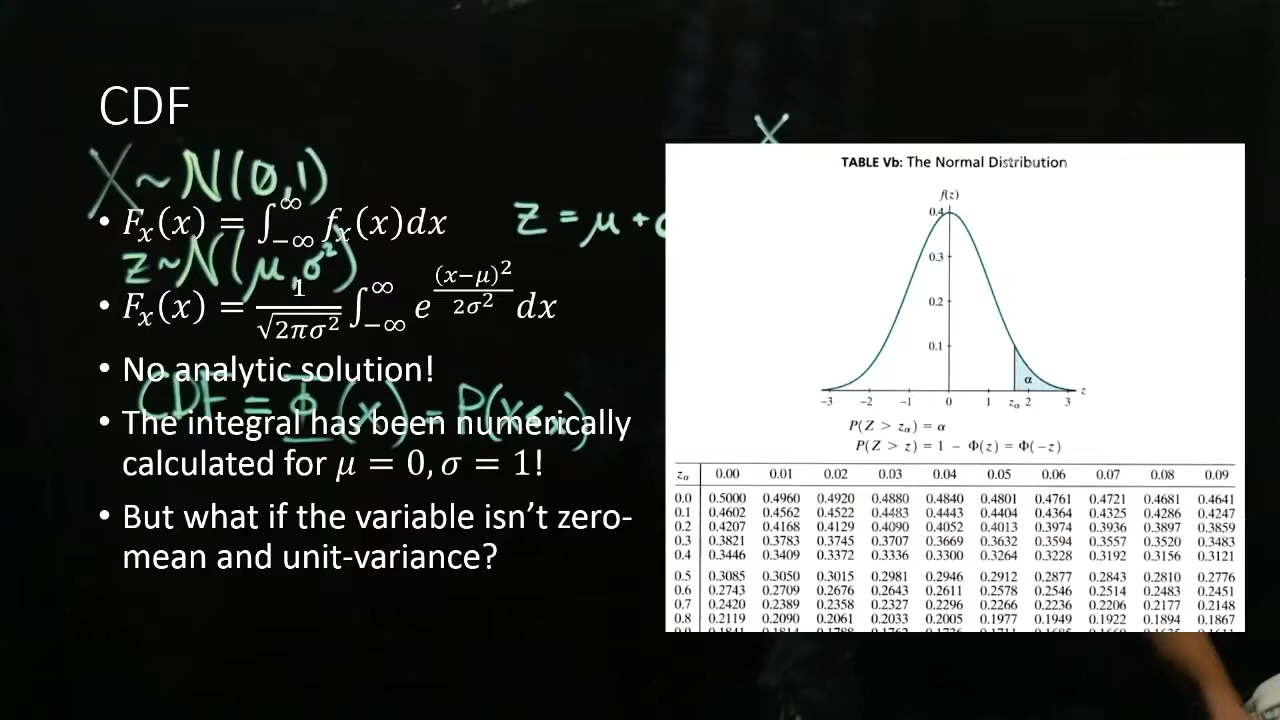 CDF
X ~ N(0,1)
• Fₓ(x) = ∫_{-∞}^{∞} fₓ(x)dx
z = μ +
z ~ N(μ, σ²)
• Fₓ(x) = 1/√(2πσ²) ∫_{-∞}^{∞} e^{(x-μ)²/2σ²} dx
• No analytic solution!
CDF = Φ(x) = P(X≤x)
• The integral has been numerically
calculated for μ = 0, σ = 1!
• But what if the variable isn't zero-
mean and unit-variance?
X
TABLE Vb: The Normal Distribution
f(z)
0.4
0.3
0.2
0.1
α
-3 -2 -1 0 1 zα 2 3 z
P(Z > zα) = α
P(Z > z) = 1 − Φ(z) = Φ(−z)
zα 0.00 0.01 0.02 0.03 0.04 0.05 0.06 0.07 0.08 0.09
0.0 0.5000 0.4960 0.4920 0.4880 0.4840 0.4801 0.4761 0.4721 0.4681 0.4641
0.1 0.4602 0.4562 0.4522 0.4483 0.4443 0.4404 0.4364 0.4325 0.4286 0.4247
0.2 0.4207 0.4168 0.4129 0.4090 0.4052 0.4013 0.3974 0.3936 0.3897 0.3859
0.3 0.3821 0.3783 0.3745 0.3707 0.3669 0.3632 0.3594 0.3557 0.3520 0.3483
0.4 0.3446 0.3409 0.3372 0.3336 0.3300 0.3264 0.3228 0.3192 0.3156 0.3121
0.5 0.3085 0.3050 0.3015 0.2981 0.2946 0.2912 0.2877 0.2843 0.2810 0.2776
0.6 0.2743 0.2709 0.2676 0.2643 0.2611 0.2578 0.2546 0.2514 0.2483 0.2451
0.7 0.2420 0.2389 0.2358 0.2327 0.2296 0.2266 0.2236 0.2206 0.2177 0.2148
0.8 0.2119 0.2090 0.2061 0.2033 0.2005 0.1977 0.1949 0.1922 0.1894 0.1867